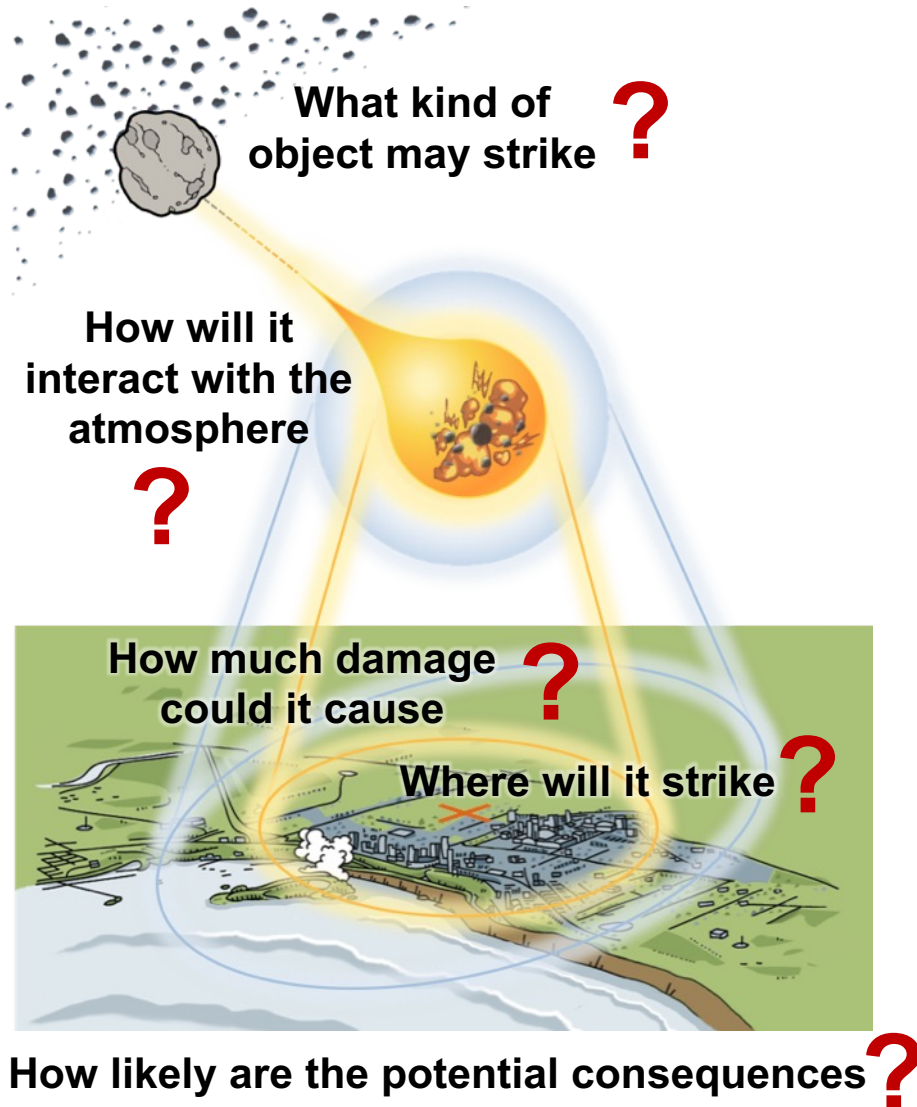 What kind of
object may strike ?
How will it
interact with the
atmosphere
?
How much damage
could it cause ?
Where will it strike ?
How likely are the potential consequences ?